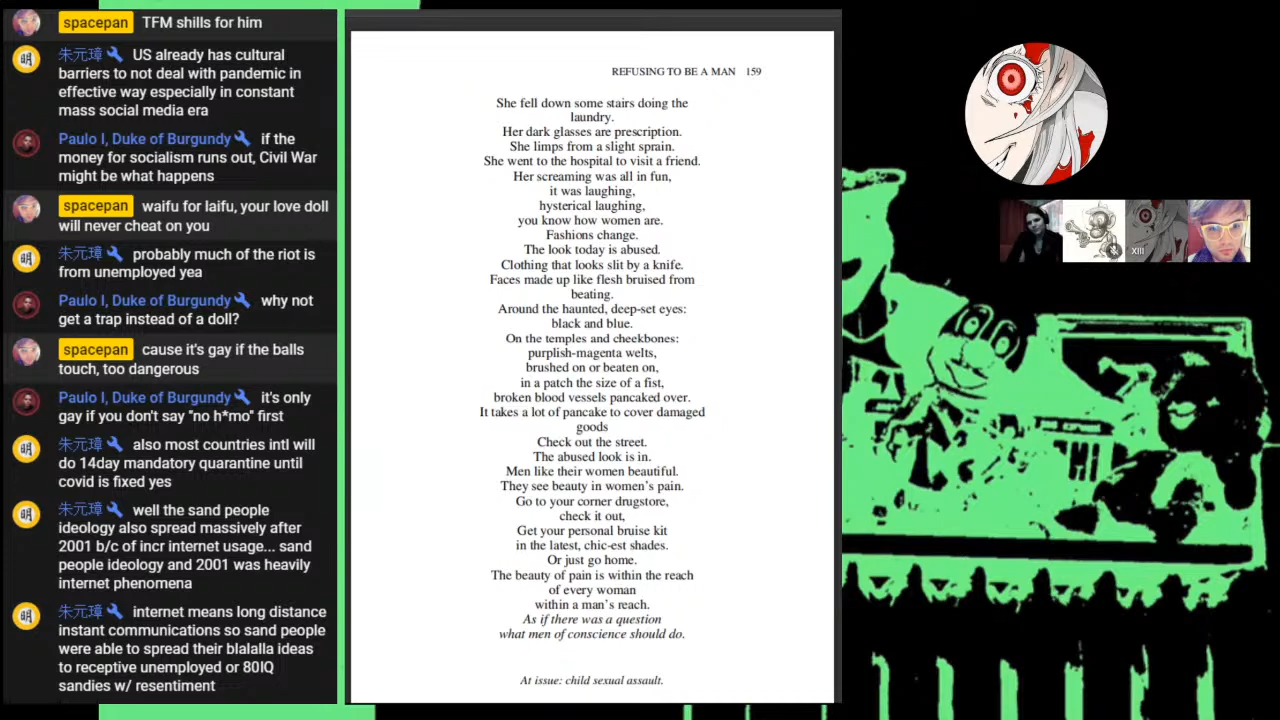 spacepan TFM shills for him
朱元璋 US already has cultural
barriers to not deal with pandemic in
effective way especially in constant
mass social media era
Paulo I, Duke of Burgundy if the
money for socialism runs out, Civil War
might be what happens
spacepan waifu for laifu, your love doll
will never cheat on you
朱元璋 probably much of the riot is
from unemployed yea
Paulo I, Duke of Burgundy why not
get a trap instead of a doll?
spacepan cause it's gay if the balls
touch, too dangerous
Paulo I, Duke of Burgundy it's only
gay if you don't say "no h*mo" first
朱元璋 also most countries intl will
do 14day mandatory quarantine until
covid is fixed yes
朱元璋 well the sand people
ideology also spread massively after
2001 b/c of incr internet usage... sand
people ideology and 2001 was heavily
internet phenomena
朱元璋 internet means long distance
instant communications so sand people
were able to spread their blalalla ideas
to receptive unemployed or 80IQ
sandies w/ resentiment
明
明
明
明
明
REFUSING TO BE A MAN 159
She fell down some stairs doing the
laundry.
Her dark glasses are prescription.
She limps from a slight sprain.
She went to the hospital to visit a friend.
Her screaming was all in fun,
it was laughing,
hysterical laughing,
you know how women are.
Fashions change.
The look today is abused.
Clothing that looks slit by a knife.
Faces made up like flesh bruised from
beating.
Around the haunted, deep-set eyes:
black and blue.
On the temples and cheekbones:
purplish-magenta welts,
brushed on or beaten on,
in a patch the size of a fist,
broken blood vessels pancaked over.
It takes a lot of pancake to cover damaged
goods
Check out the street.
The abused look is in.
Men like their women beautiful.
They see beauty in women's pain.
Go to your corner drugstore,
check it out,
Get your personal bruise kit
in the latest, chic-est shades.
Or just go home.
The beauty of pain is within the reach
of every woman
within a man's reach.
As if there was a question
what men of conscience should do.
At issue: child sexual assault.
XIII